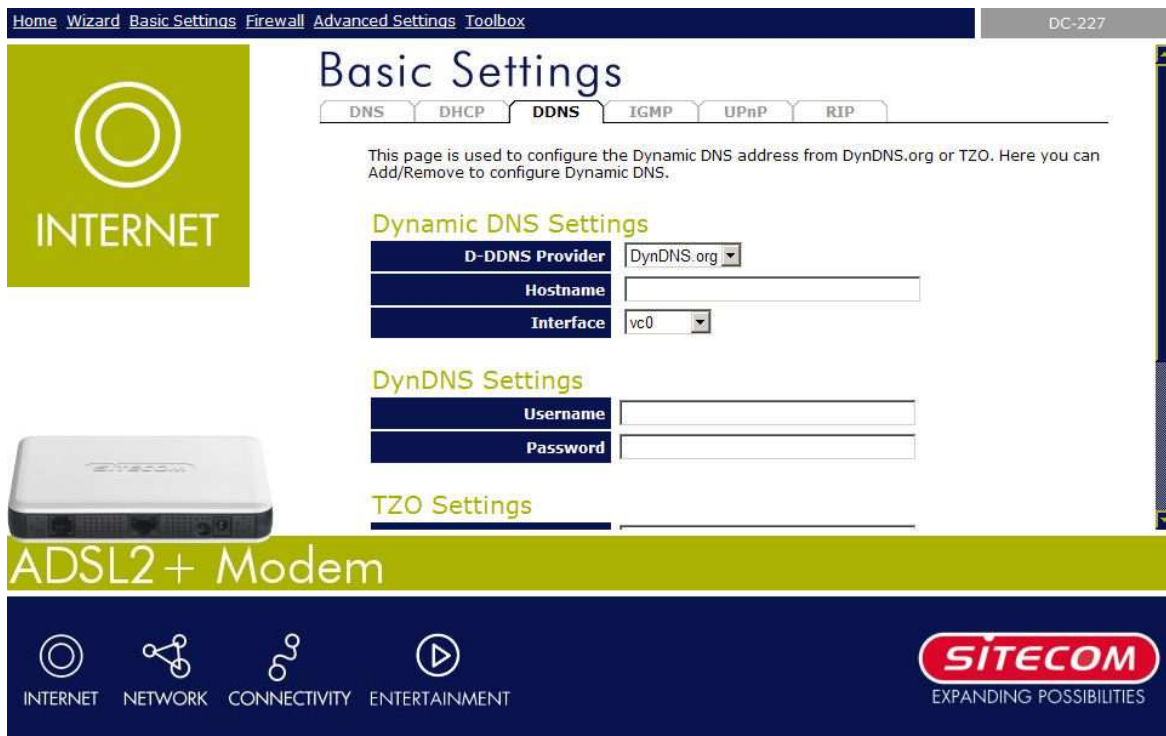 Home Wizard Basic Settings Firewall Advanced Settings Toolbox
DC-227
INTERNET
Basic Settings
DNS DHCP DDNS IGMP UPnP RIP
This page is used to configure the Dynamic DNS address from DynDNS.org or TZO. Here you can
Add/Remove to configure Dynamic DNS.
Dynamic DNS Settings
D-DDNS Provider DynDNS.org
Hostname
Interface vc0
DynDNS Settings
Username
Password
TZO Settings
SITECOM
ADSL2+ Modem
INTERNET NETWORK CONNECTIVITY ENTERTAINMENT
SITECOM
EXPANDING POSSIBILITIES